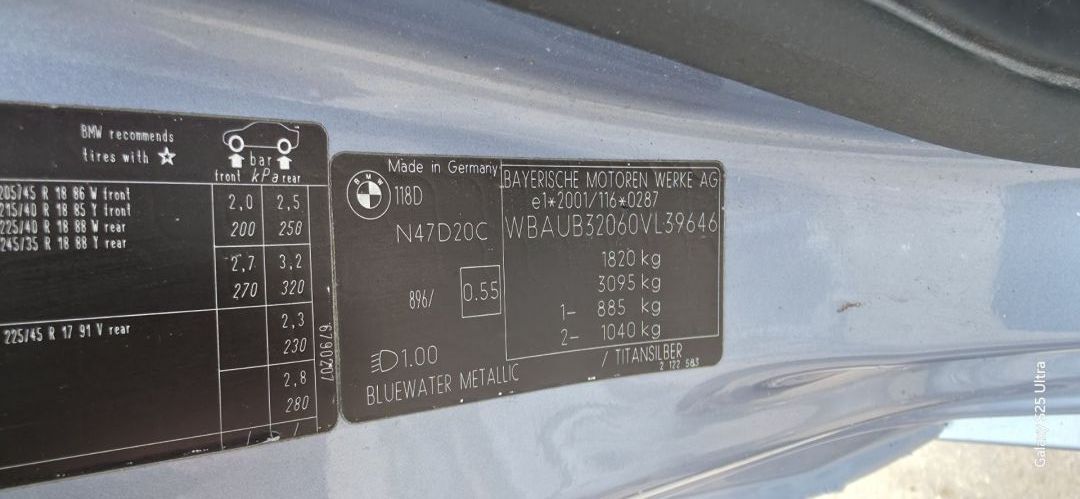 BMW recommends
tires with
bar
front kPa rear
205/45 R 18 86 W front
215/40 R 18 85 Y front
225/40 R 18 88 W rear
245/35 R 18 88 Y rear
2,0 2,5
200 250
2,7 3,2
270 320
225/45 R 17 91 V rear
2,3
230
2,8
280
6790207
Made in Germany
BMW
118D
N47D20C
896/
0.55
1.00
BLUEWATER METALLIC
BAYERISCHE MOTOREN WERKE AG
e1*2001/116*0287
WBAUB32060VL39646
1820 kg
3095 kg
1- 885 kg
2- 1040 kg
/ TITANSILBER
2 122 583
Galaxy S25 Ultra